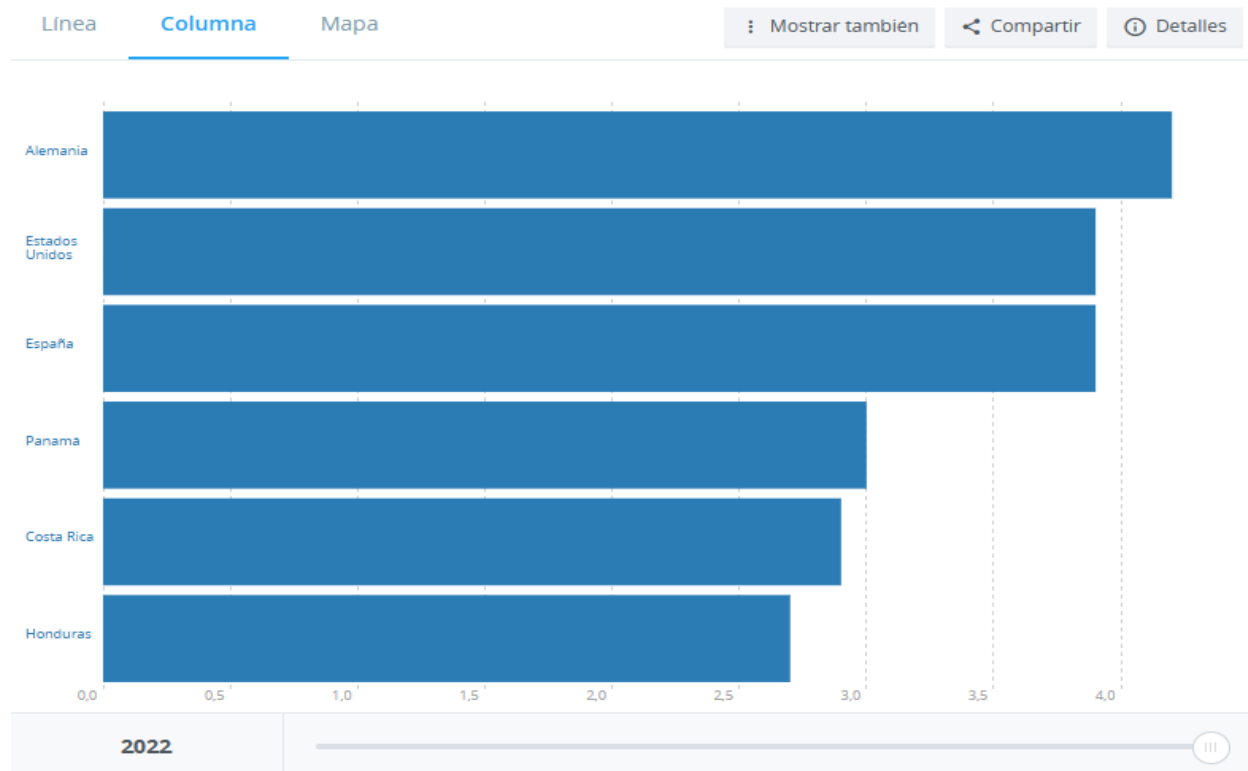 Línea Columna Mapa Mostrar también Compartir Detalles
Alemania
Estados
Unidos
España
Panamá
Costa Rica
Honduras
0,0 0,5 1,0 1,5 2,0 2,5 3,0 3,5 4,0
2022